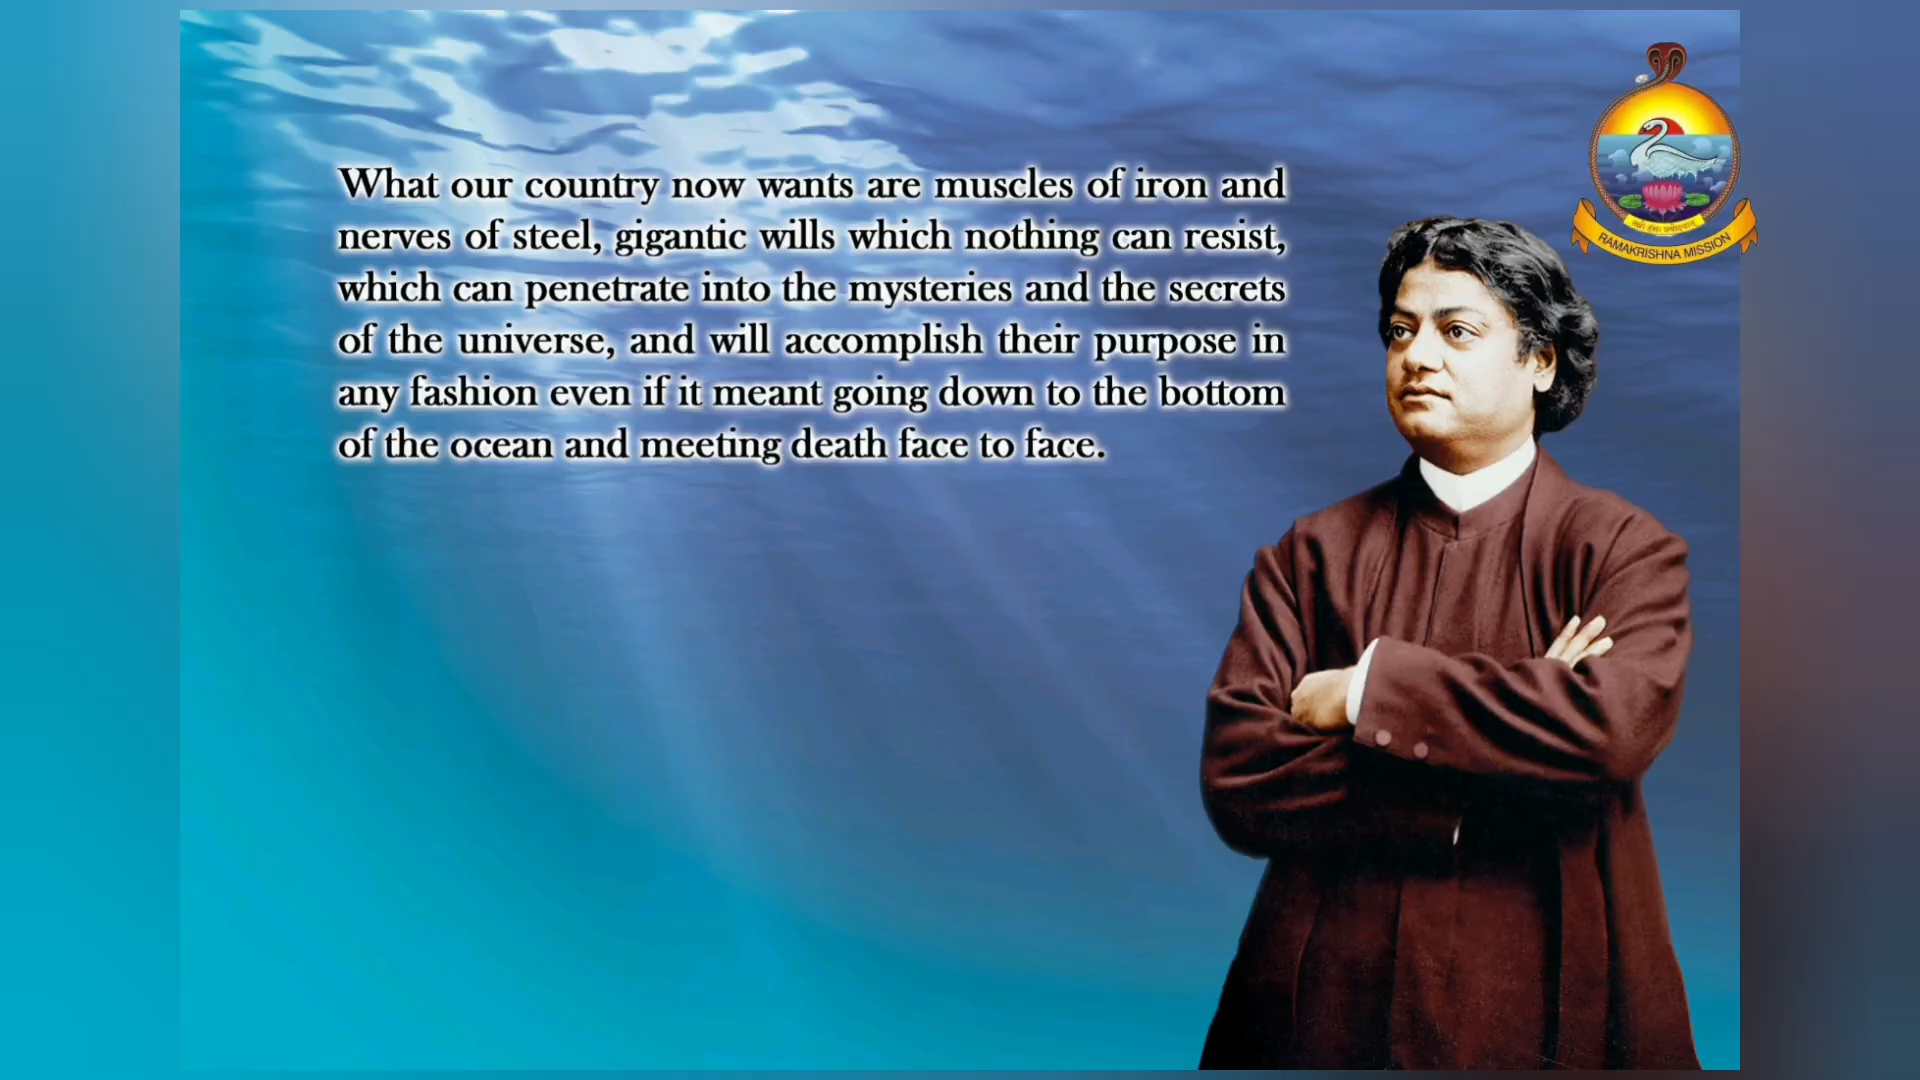 What our country now wants are muscles of iron and
nerves of steel, gigantic wills which nothing can resist,
which can penetrate into the mysteries and the secrets
of the universe, and will accomplish their purpose in
any fashion even if it meant going down to the bottom
of the ocean and meeting death face to face.
RAMAKRISHNA MISSION